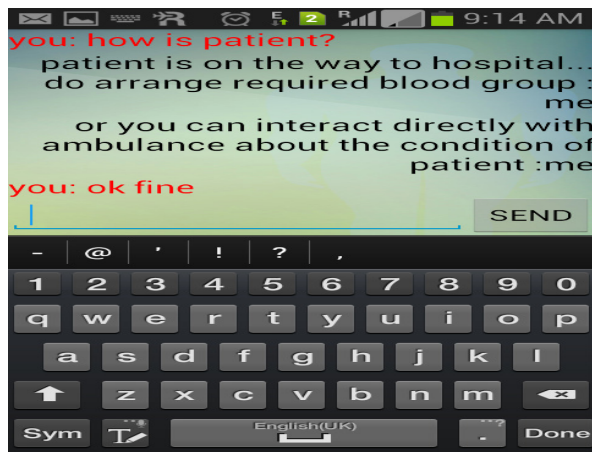 E 2 R 9:14 AM
you: how is patient?
patient is on the way to hospital...
do arrange required blood group :
me
or you can interact directly with
ambulance about the condition of
patient :me
you: ok fine
SEND
- @ ' ! ? ,
1 2 3 4 5 6 7 8 9 0
q w e r t y u i o p
a s d f g h j k l
z x c v b n m
Sym T English(UK) . ...? Done